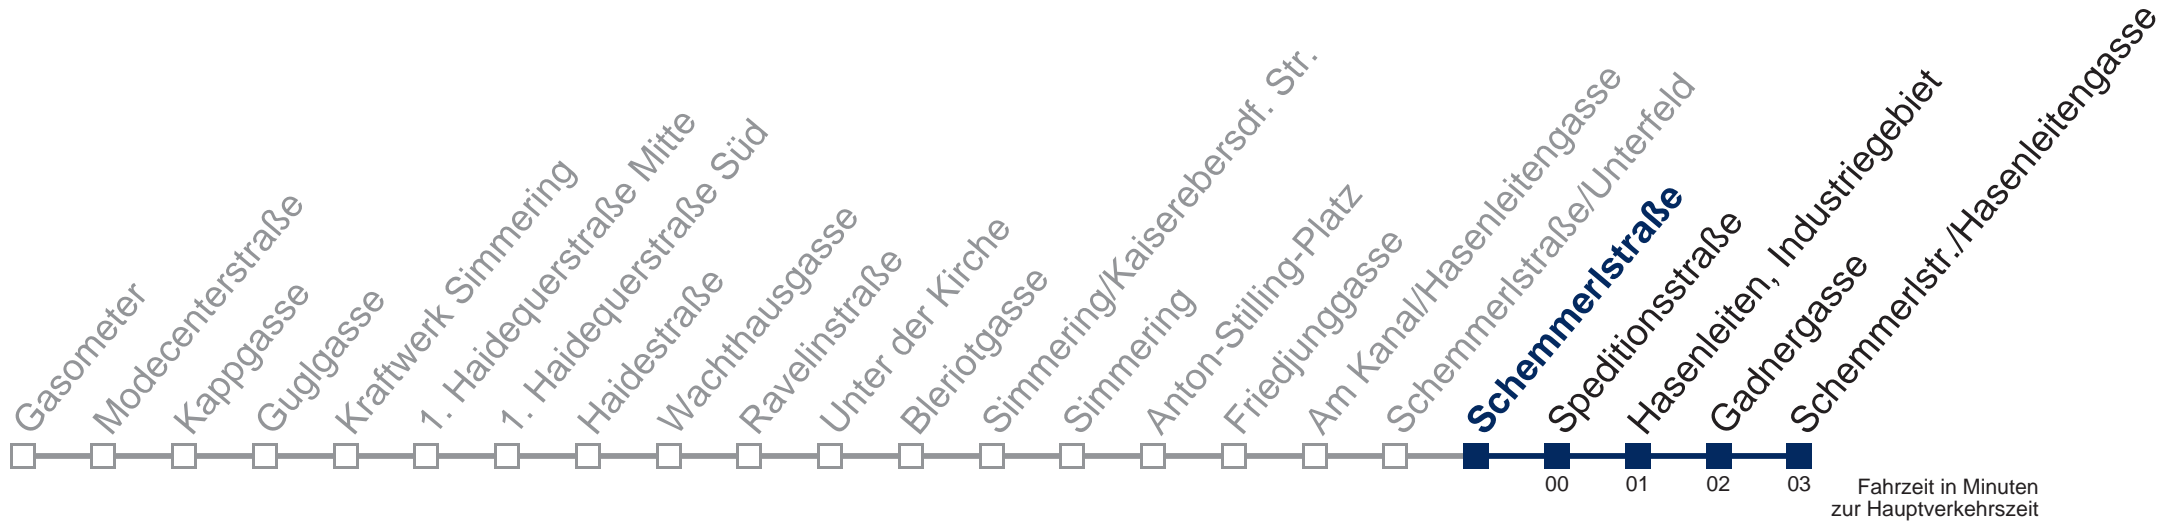 Gasometer
Modecenterstraße
Kappgasse
Guglgasse
Kraftwerk Simmering
1. Haidequerstraße Mitte
1. Haidequerstraße Süd
Haidestraße
Wachthausgasse
Ravelinstraße
Unter der Kirche
Bleriotgasse
Simmering/Kaiserebersdf. Str.
Simmering
Anton-Stilling-Platz
Friedjunggasse
Am Kanal/Hasenleitengasse
Schemmerlstraße/Unterfeld
Schemmerlstraße
Speditionsstraße
Hasenleiten, Industriegebiet
Gadnergasse
Schemmerlstr./Hasenleitengasse
00 01 02 03
Fahrzeit in Minuten
zur Hauptverkehrszeit